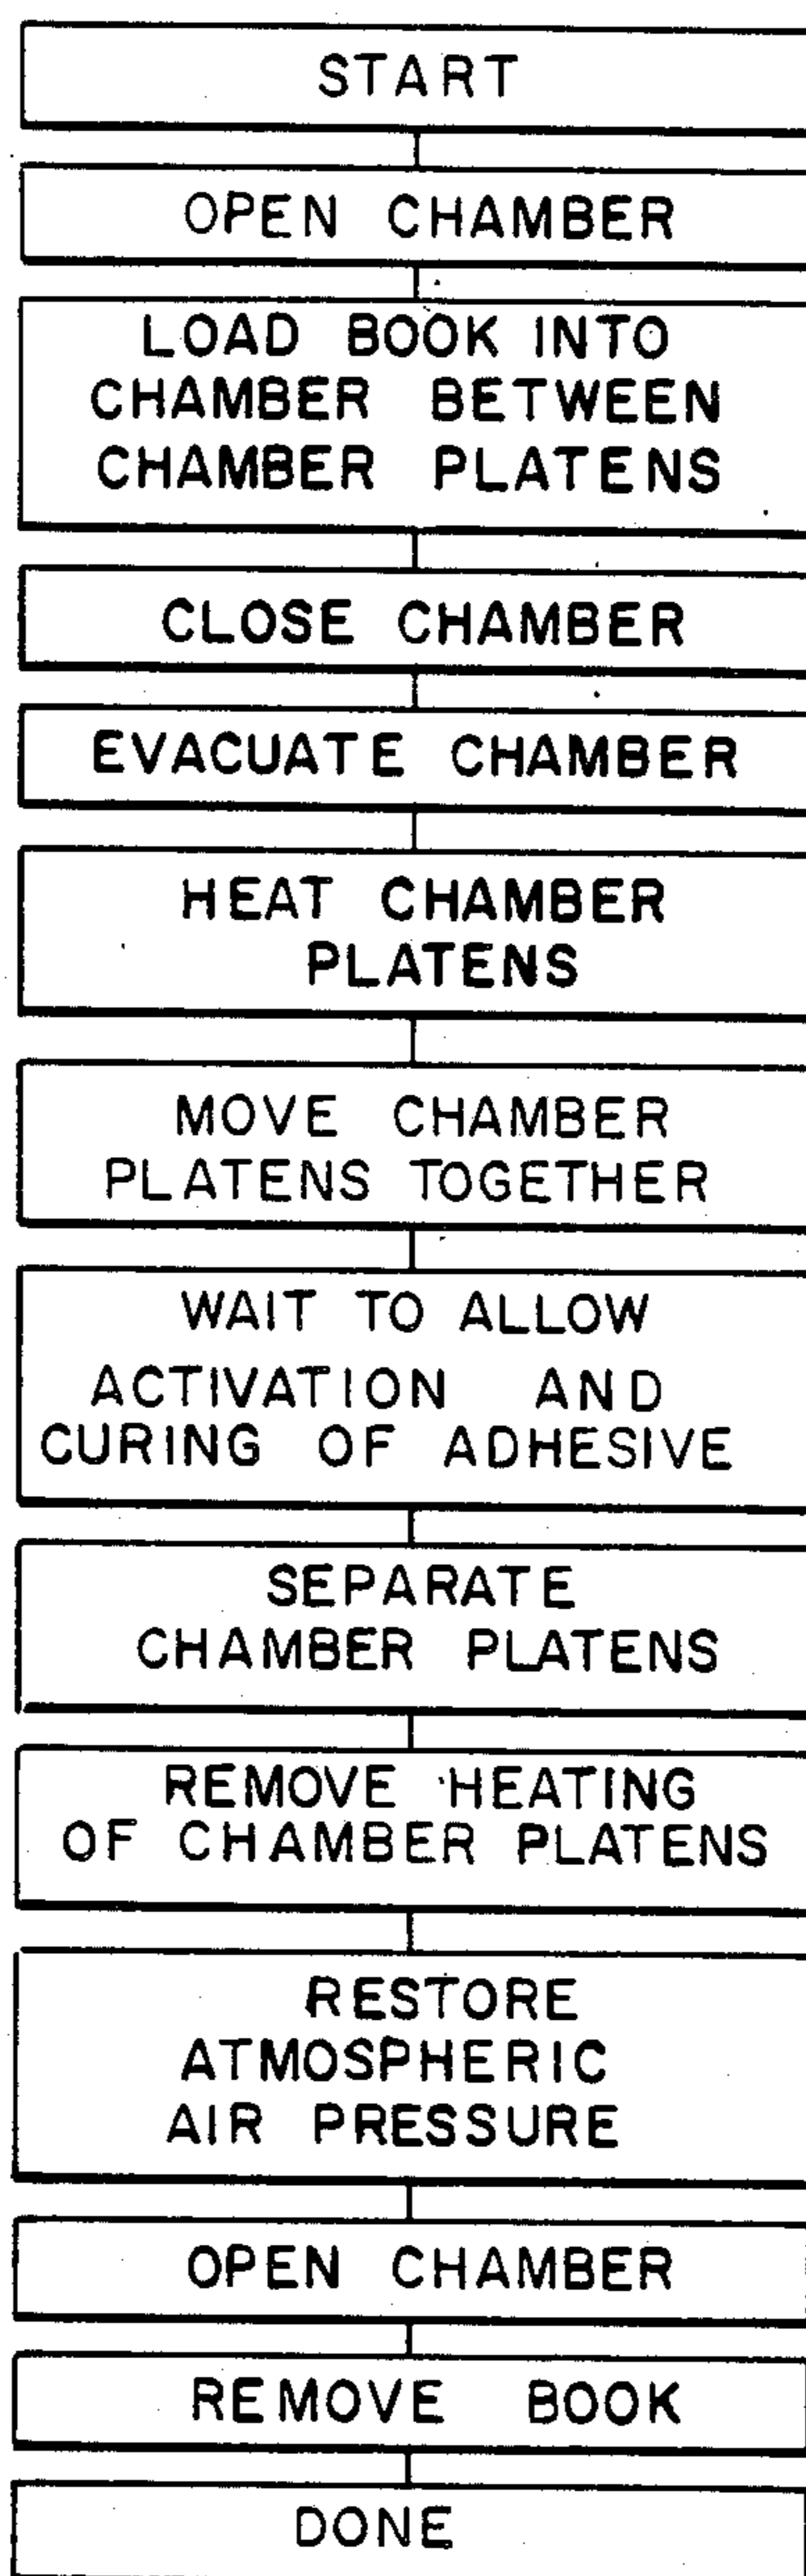 START
OPEN CHAMBER
LOAD BOOK INTO
CHAMBER BETWEEN
CHAMBER PLATENS
CLOSE CHAMBER
EVACUATE CHAMBER
HEAT CHAMBER
PLATENS
MOVE CHAMBER
PLATENS TOGETHER
WAIT TO ALLOW
ACTIVATION AND
CURING OF ADHESIVE
SEPARATE
CHAMBER PLATENS
REMOVE HEATING
OF CHAMBER PLATENS
RESTORE
ATMOSPHERIC
AIR PRESSURE
OPEN CHAMBER
REMOVE BOOK
DONE